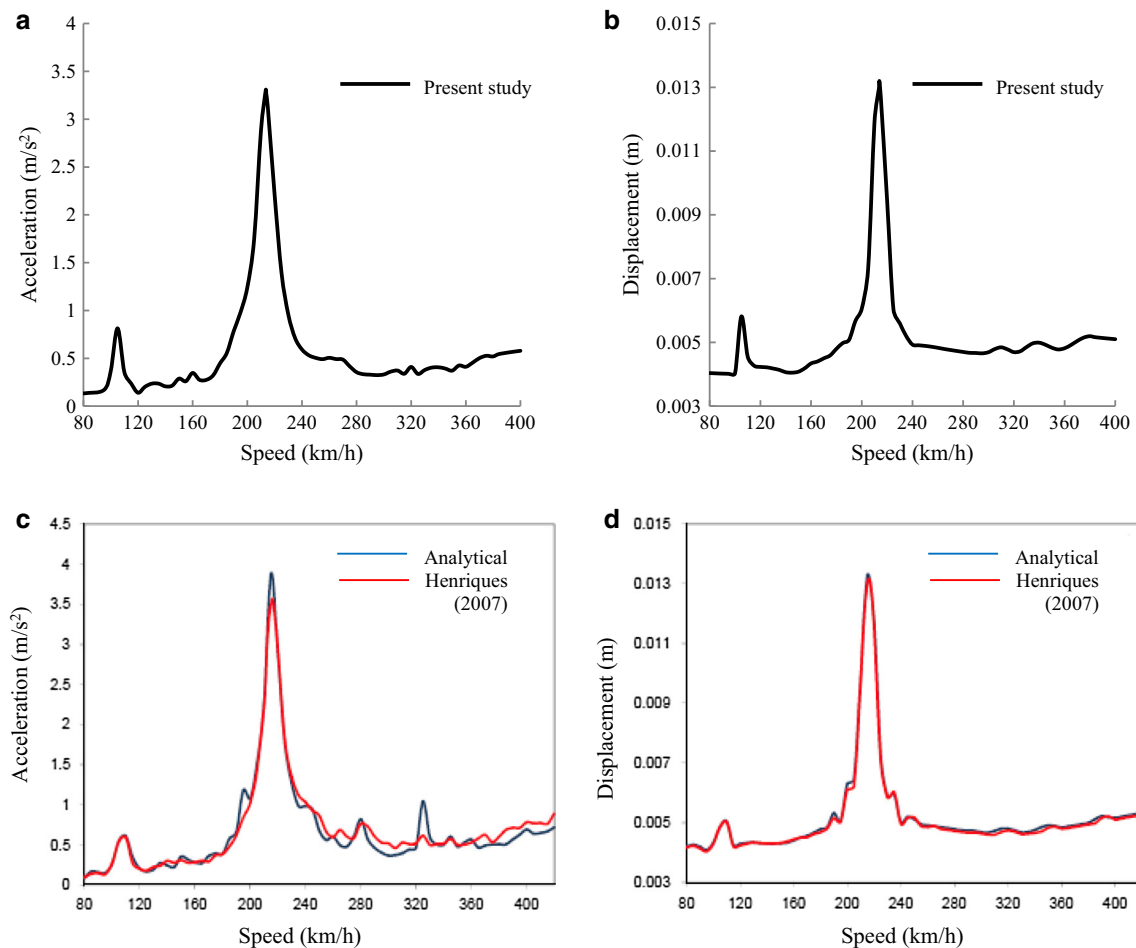 a
Acceleration (m/s²)
4
3.5
3
2.5
2
1.5
1
0.5
0
Present study
80 120 160 200 240 280 320 360 400
Speed (km/h)
b
Displacement (m)
0.015
0.013
0.011
0.009
0.007
0.005
0.003
Present study
80 120 160 200 240 280 320 360 400
Speed (km/h)
c
Acceleration (m/s²)
4.5
4
3.5
3
2.5
2
1.5
1
0.5
0
Analytical
Henriques
(2007)
80 120 160 200 240 280 320 360 400
Speed (km/h)
d
Displacement (m)
0.015
0.013
0.011
0.009
0.007
0.005
0.003
Analytical
Henriques
(2007)
80 120 160 200 240 280 320 360 400
Speed (km/h)